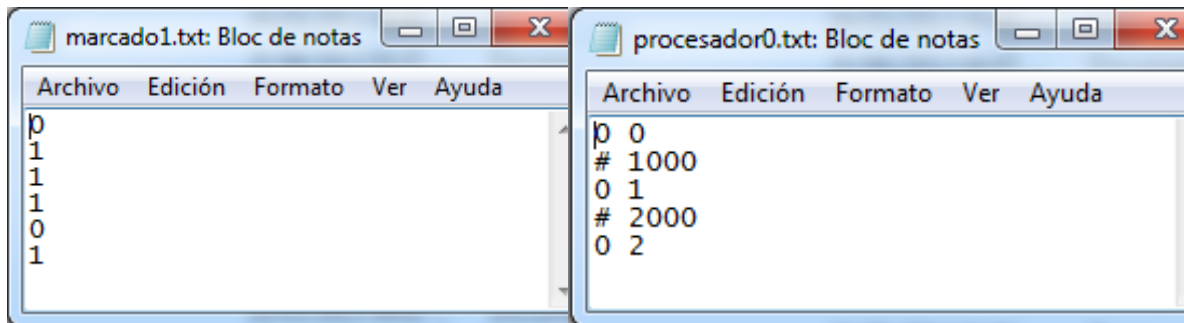 marcado1.txt: Bloc de notas
Archivo Edición Formato Ver Ayuda
0
1
1
1
0
1
procesador0.txt: Bloc de notas
Archivo Edición Formato Ver Ayuda
0 0
# 1000
0 1
# 2000
0 2